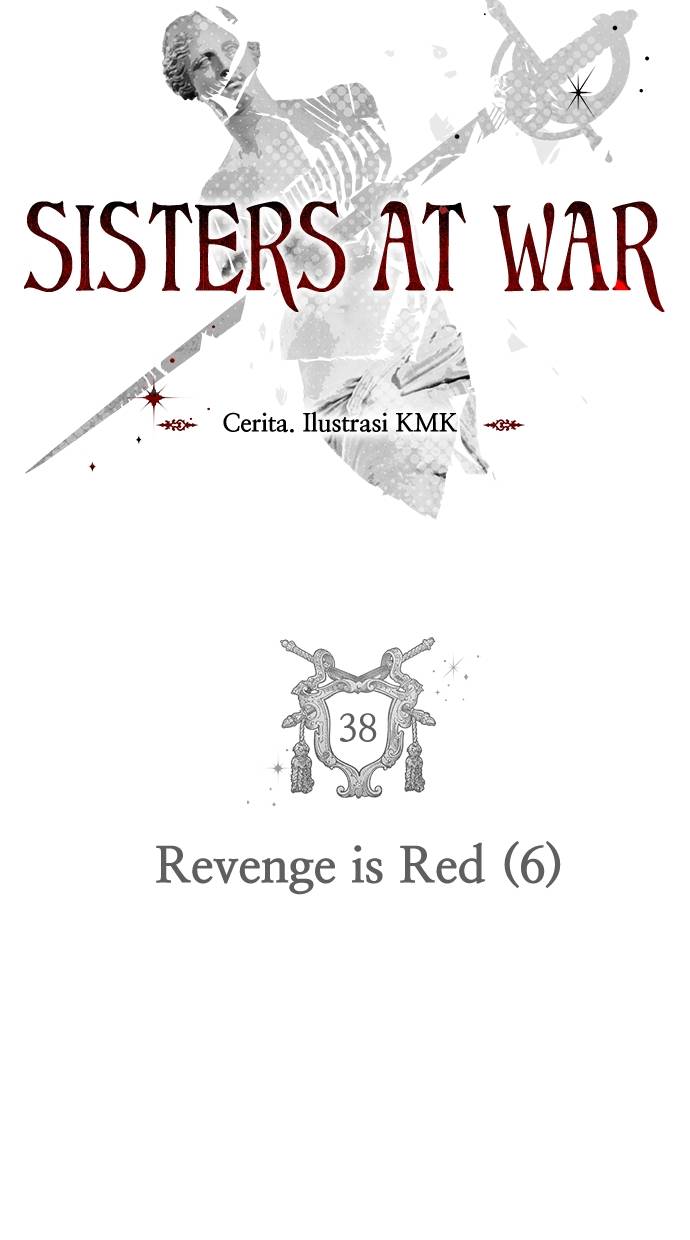 SISTERS AT WAR
Cerita. Ilustrasi KMK
38
Revenge is Red (6)